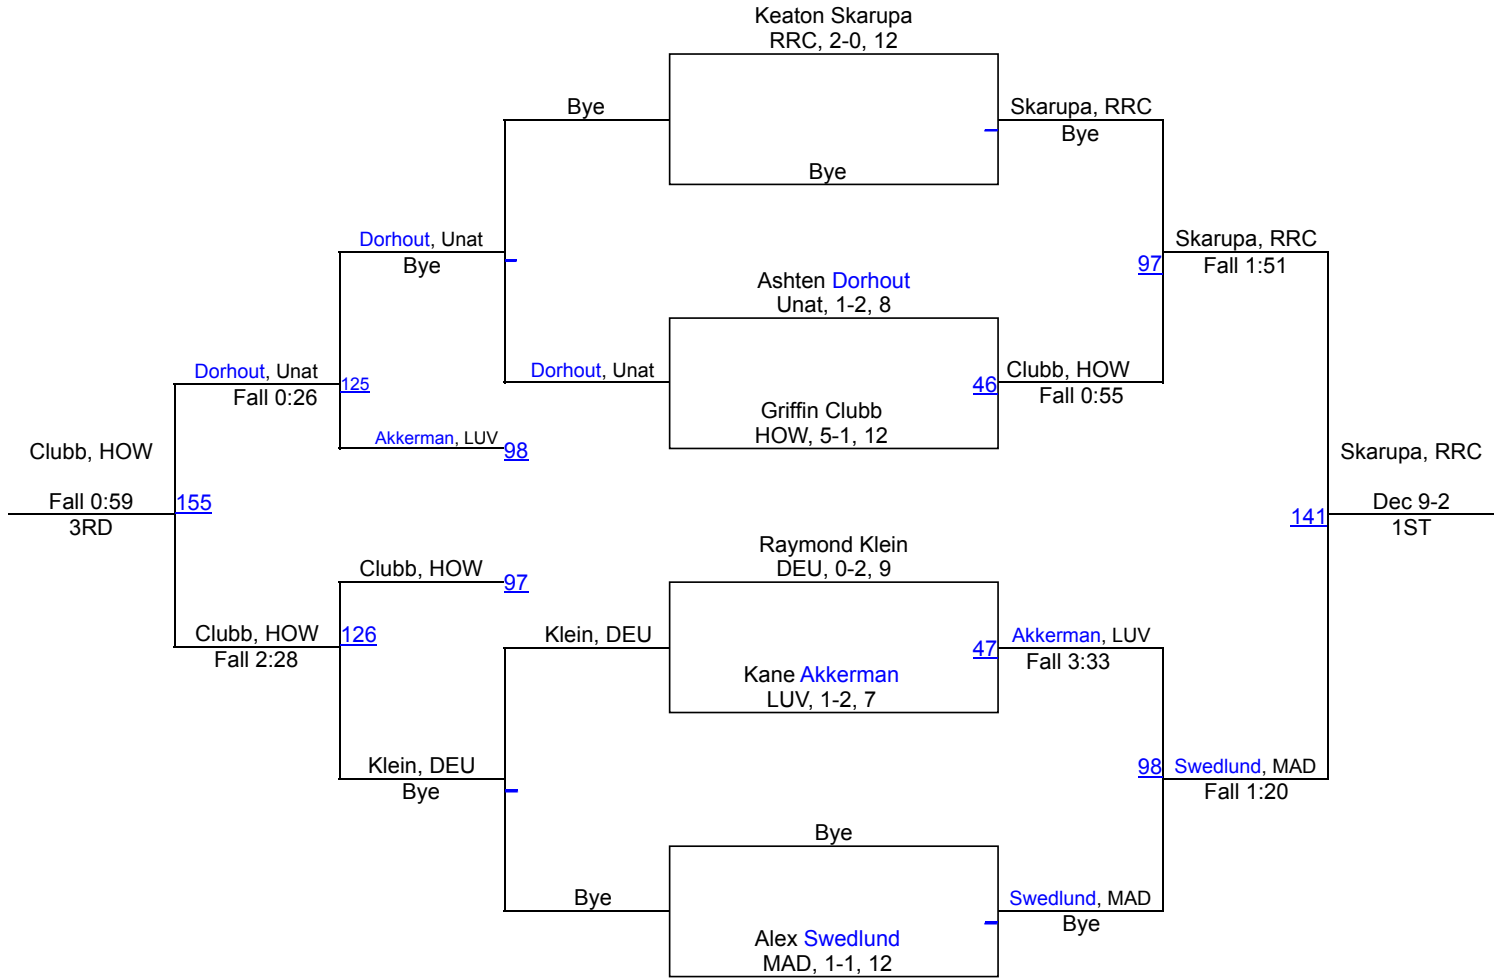 Keaton Skarupa
RRC, 2-0, 12
Bye
Skarupa, RRC
Bye
Bye
Dorhout, Unat
Bye
Skarupa, RRC
97
Fall 1:51
Ashten Dorhout
Unat, 1-2, 8
Dorhout, Unat
Fall 0:26
125
Dorhout, Unat
46
Clubb, HOW
Fall 0:55
Griffin Clubb
HOW, 5-1, 12
Akkerman, LUV
98
Clubb, HOW
Fall 0:59
3RD
155
Skarupa, RRC
141
Dec 9-2
1ST
Raymond Klein
DEU, 0-2, 9
Clubb, HOW
97
Clubb, HOW
Fall 2:28
126
Klein, DEU
47
Akkerman, LUV
Fall 3:33
Kane Akkerman
LUV, 1-2, 7
Klein, DEU
Bye
98
Swedlund, MAD
Fall 1:20
Bye
Bye
Swedlund, MAD
Bye
Alex Swedlund
MAD, 1-1, 12